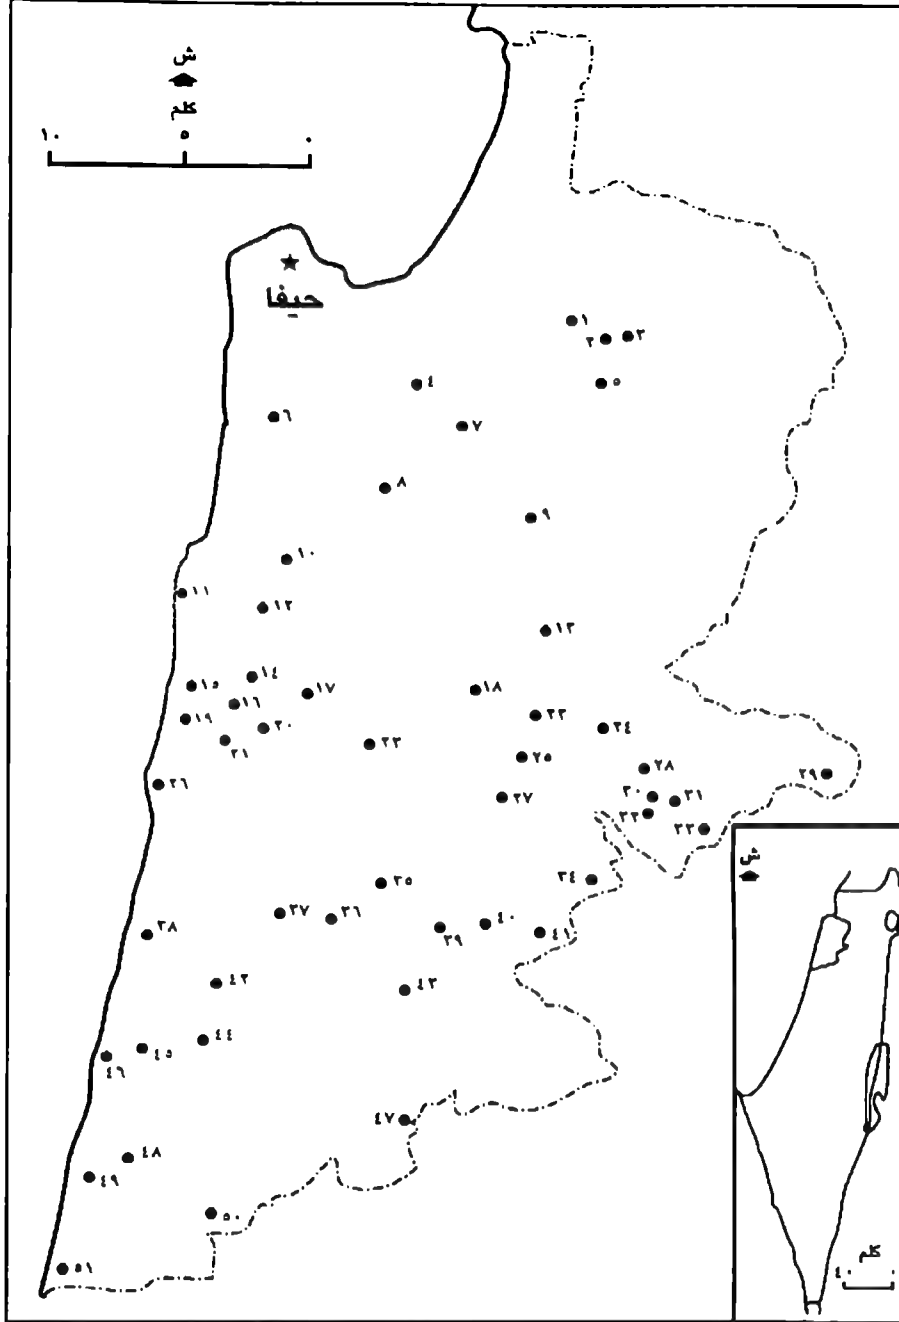 ش
كلم
١٠ ٥ ٠
حيفا
١
٢ ٣
٤ ٥
٦ ٧
٨
٩
١٠
١١
١٢
١٣
١٤
١٥ ١٦ ١٧ ١٨
١٩ ٢٠ ٢٢ ٢٤
٢١ ٢٣ ٢٥
٢٦ ٢٨ ٢٩
٢٧ ٣٠ ٣١
٣٢ ٣٣
٣٥ ٣٤
٣٧ ٣٦
٣٨ ٣٩ ٤٠ ٤١
٤٢ ٤٣
٤٤
٤٦ ٤٥
٤٧
٤٨
٤٩
٥٠
٥١
ش
كلم
٤٠ ٠